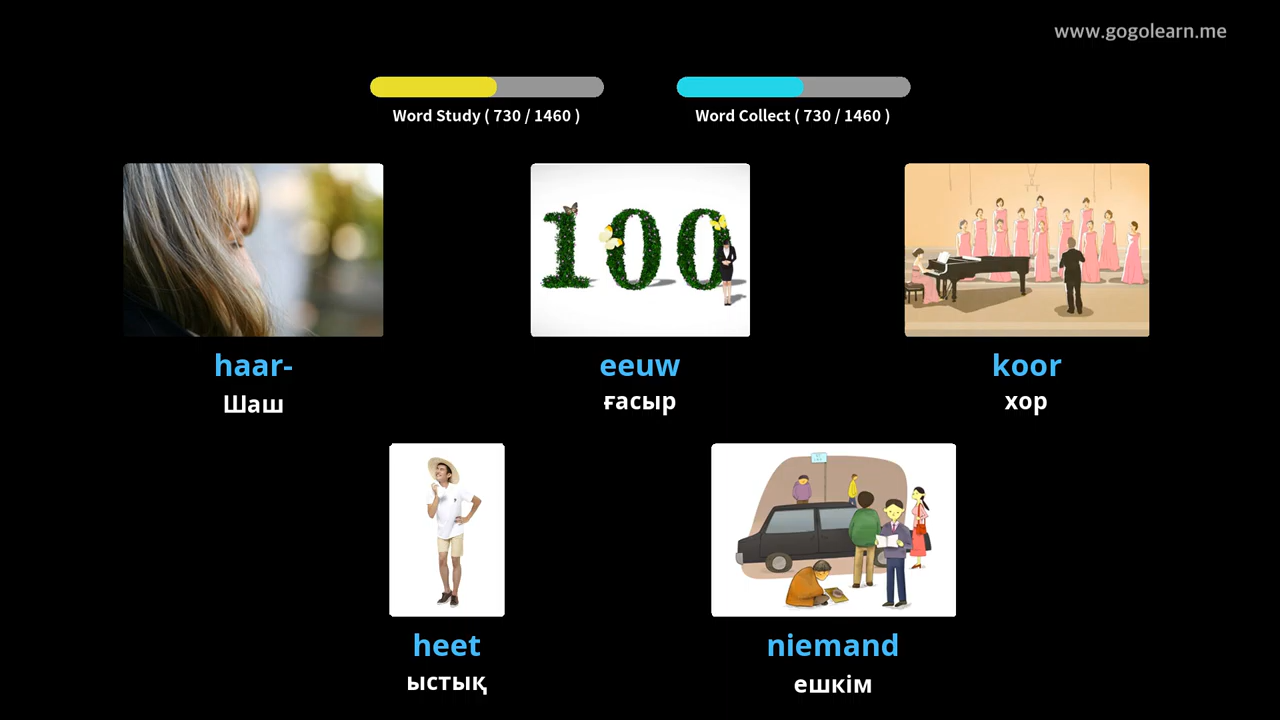 www.gogolearn.me
Word Study ( 730 / 1460 )
Word Collect ( 730 / 1460 )
haar-
Шаш
eeuw
ғасыр
koor
хор
heet
ыстық
niemand
ешкім